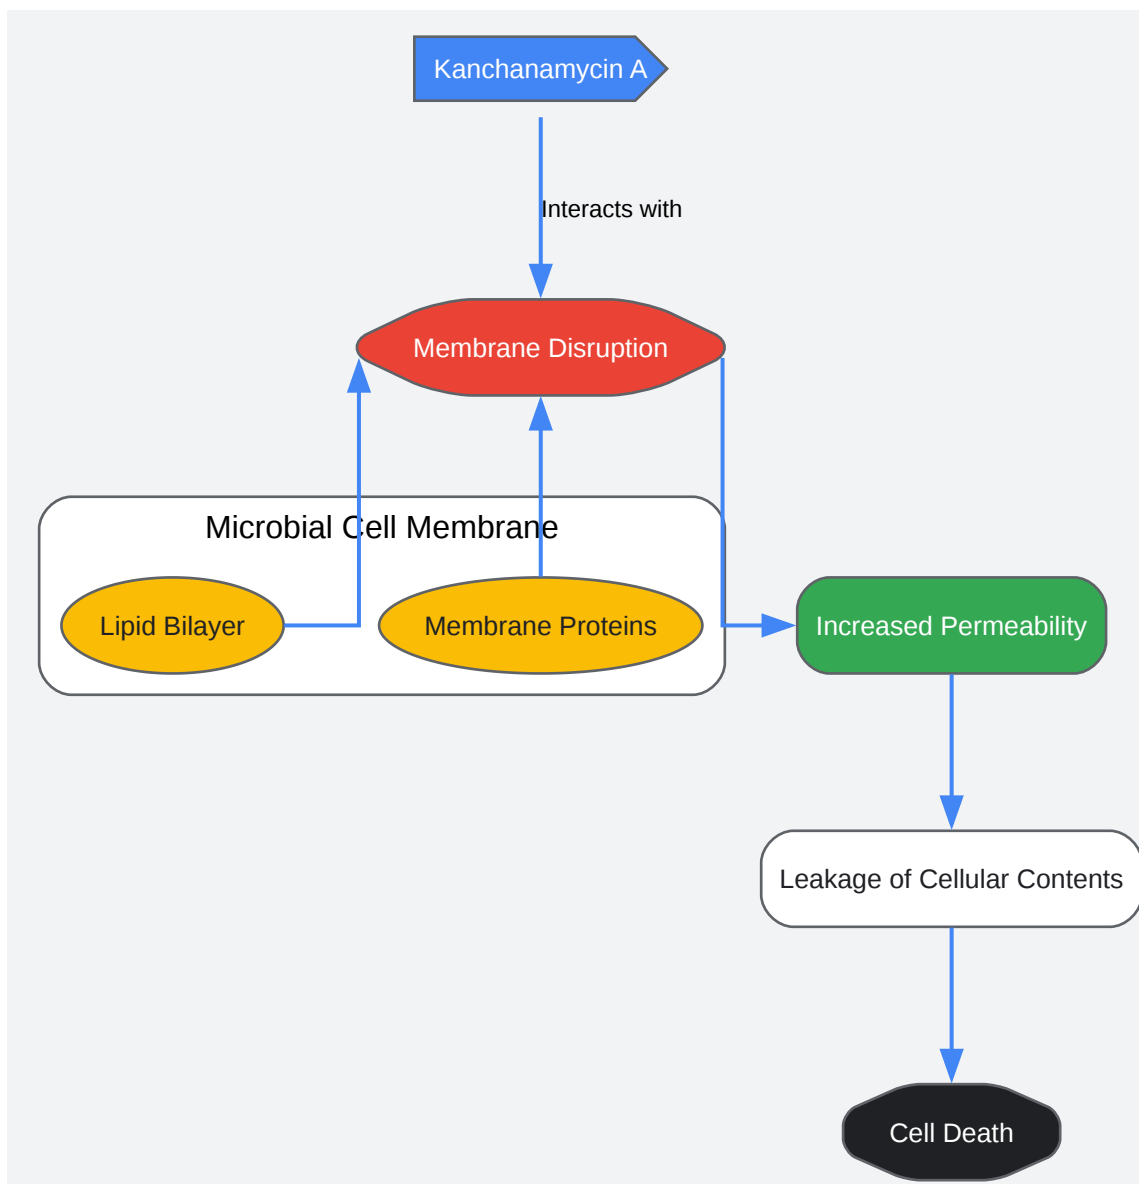 Kanchanamycin A
Interacts with
Membrane Disruption
Microbial Cell Membrane
Lipid Bilayer
Membrane Proteins
Increased Permeability
Leakage of Cellular Contents
Cell Death